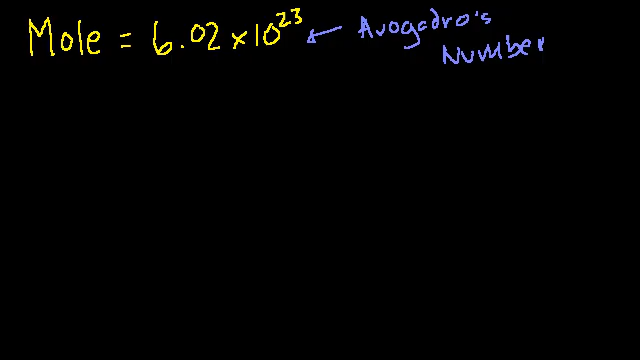 Mole = 6.02 x 10²³ ← Avogadro's
Number